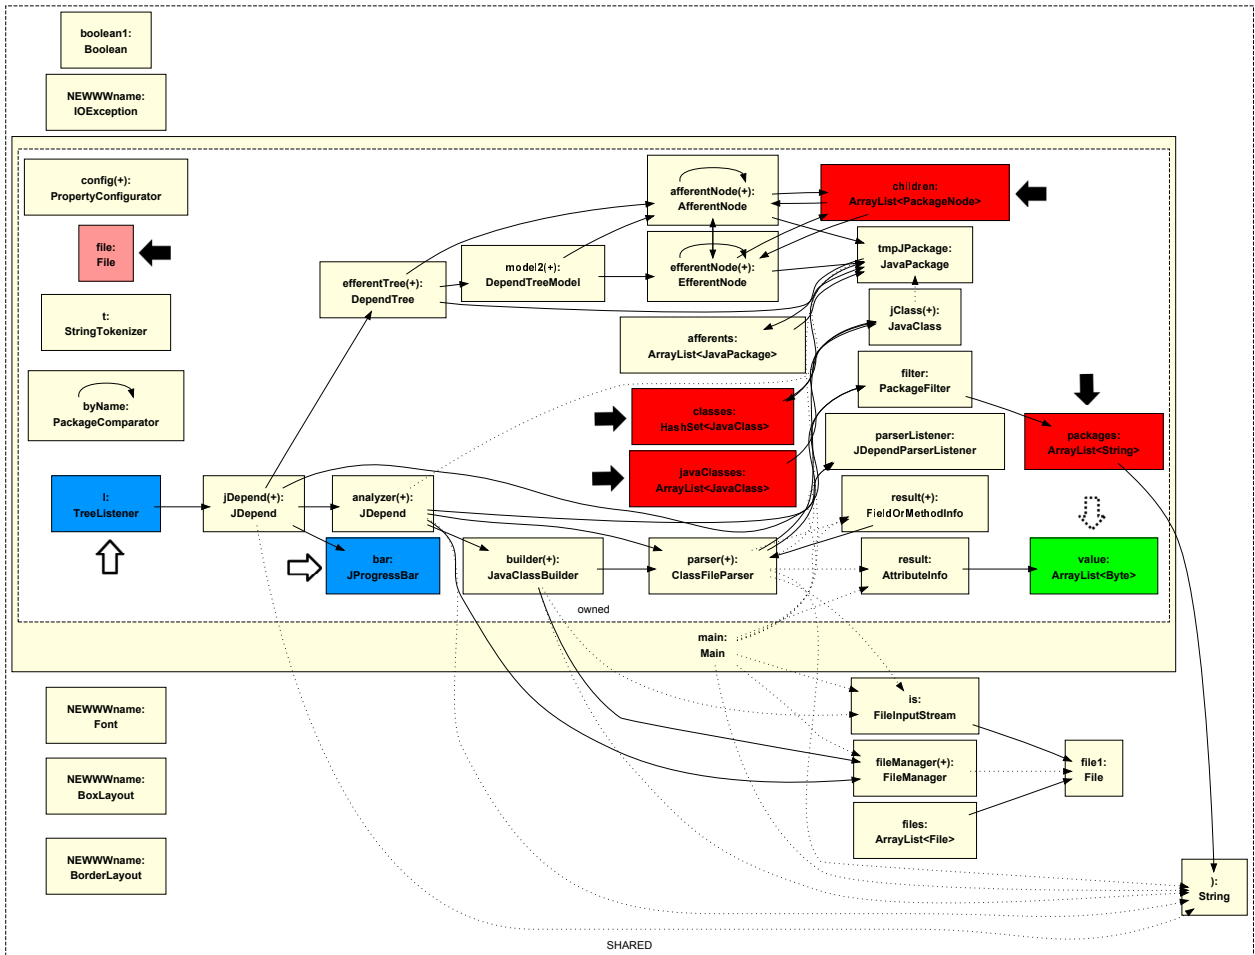 boolean1:
Boolean
NEWWWname:
IOException
config(+):
PropertyConfigurator
file:
File
t:
StringTokenizer
byName:
PackageComparator
l:
TreeListener
jDepend(+):
JDepend
analyzer(+):
JDepend
bar:
JProgressBar
efferentTree(+):
DependTree
model2(+):
DependTreeModel
builder(+):
JavaClassBuilder
afferentNode(+):
AfferentNode
efferentNode(+):
EfferentNode
afferents:
ArrayList<JavaPackage>
classes:
HashSet<JavaClass>
javaClasses:
ArrayList<JavaClass>
parser(+):
ClassFileParser
children:
ArrayList<PackageNode>
tmpJPackage:
JavaPackage
jClass(+):
JavaClass
filter:
PackageFilter
parserListener:
JDependParserListener
result(+):
FieldOrMethodInfo
result:
AttributeInfo
packages:
ArrayList<String>
value:
ArrayList<Byte>
owned
main:
Main
NEWWWname:
Font
NEWWWname:
BoxLayout
NEWWWname:
BorderLayout
is:
FileInputStream
fileManager(+):
FileManager
files:
ArrayList<File>
file1:
File
):
String
SHARED